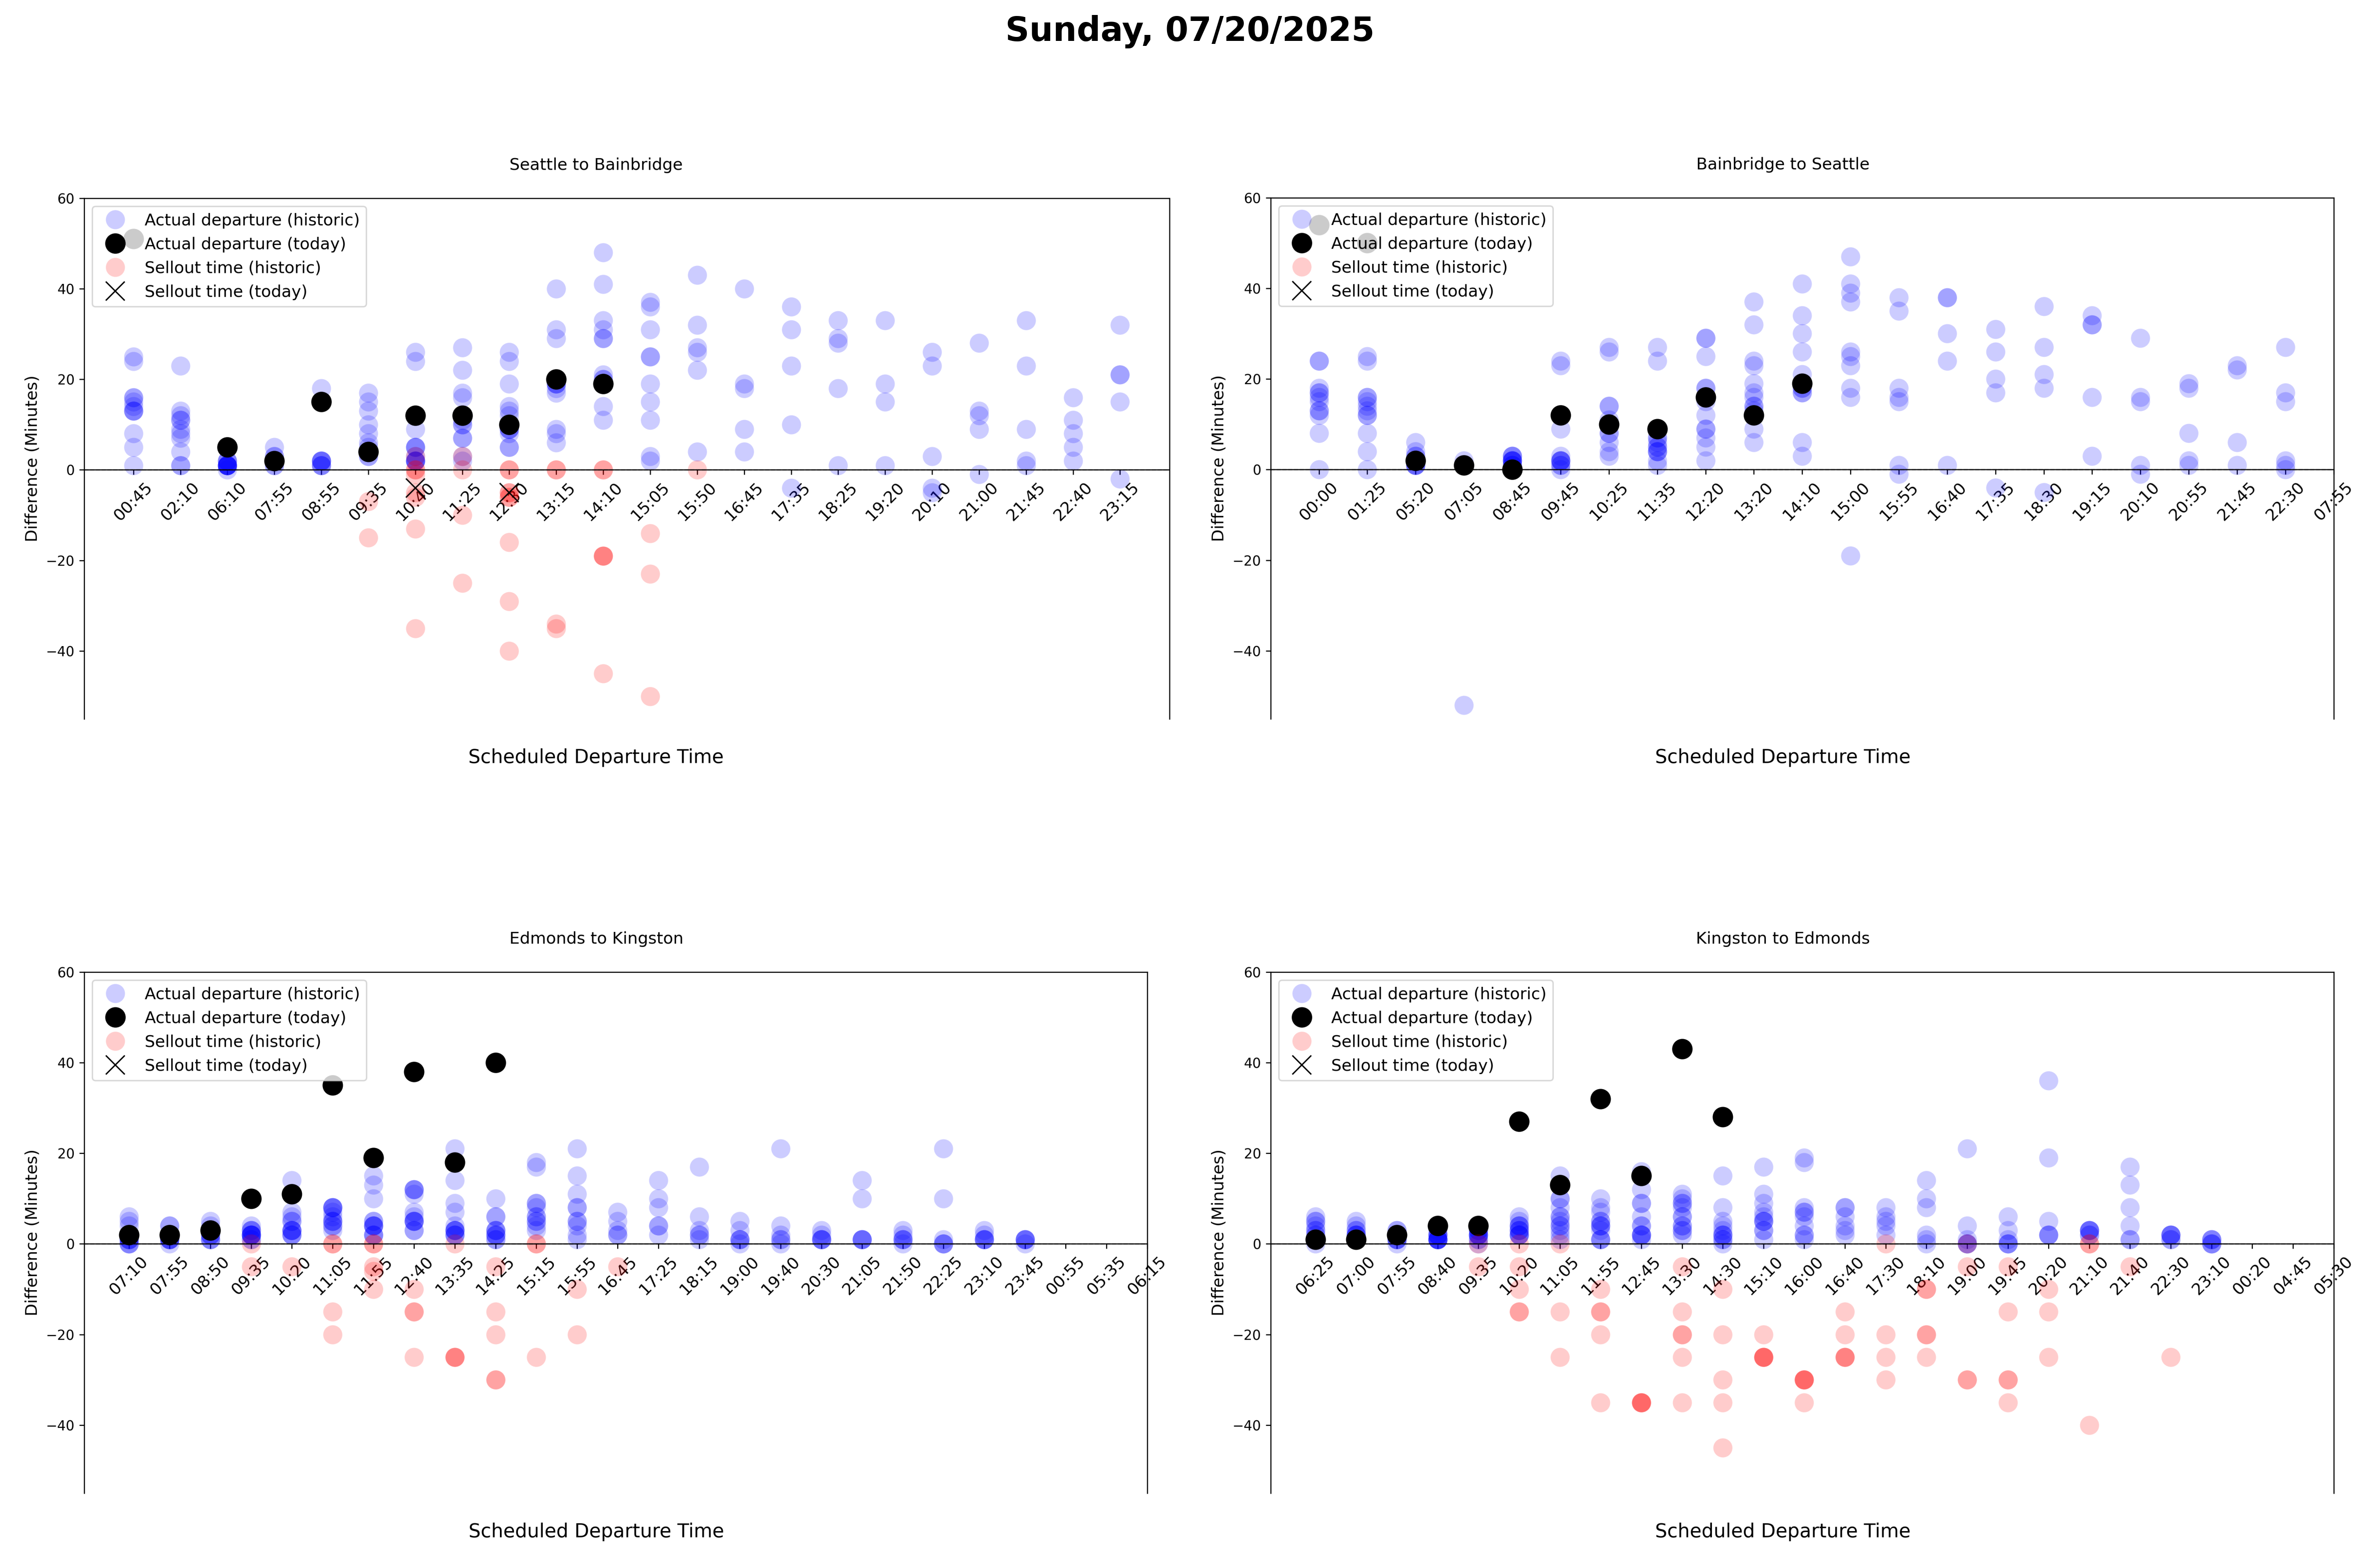 Sunday, 07/20/2025
Seattle to Bainbridge
60
40
20
0
−20
−40
Difference (Minutes)
Actual departure (historic)
Actual departure (today)
Sellout time (historic)
Sellout time (today)
00:45 02:10 06:10 07:55 08:55 09:35 10:40 11:25 12:20 13:15 14:10 15:05 15:50 16:45 17:35 18:25 19:20 20:10 21:00 21:45 22:40 23:15
Scheduled Departure Time
Bainbridge to Seattle
60
40
20
0
−20
−40
Difference (Minutes)
Actual departure (historic)
Actual departure (today)
Sellout time (historic)
Sellout time (today)
00:00 01:25 05:20 07:05 08:45 09:45 10:25 11:35 12:20 13:20 14:10 15:00 15:55 16:40 17:35 18:30 19:15 20:10 20:55 21:45 22:30 07:55
Scheduled Departure Time
Edmonds to Kingston
60
40
20
0
−20
−40
Difference (Minutes)
Actual departure (historic)
Actual departure (today)
Sellout time (historic)
Sellout time (today)
07:10 07:55 08:50 09:35 10:20 11:05 11:55 12:40 13:35 14:25 15:15 15:55 16:45 17:25 18:15 19:00 19:40 20:30 21:05 21:50 22:25 23:10 23:45 00:55 05:35 06:15
Scheduled Departure Time
Kingston to Edmonds
60
40
20
0
−20
−40
Difference (Minutes)
Actual departure (historic)
Actual departure (today)
Sellout time (historic)
Sellout time (today)
06:25 07:00 07:55 08:40 09:35 10:20 11:05 11:55 12:45 13:30 14:30 15:10 16:00 16:40 17:30 18:10 19:00 19:45 20:20 21:10 21:40 22:30 23:10 00:20 04:45 05:30
Scheduled Departure Time